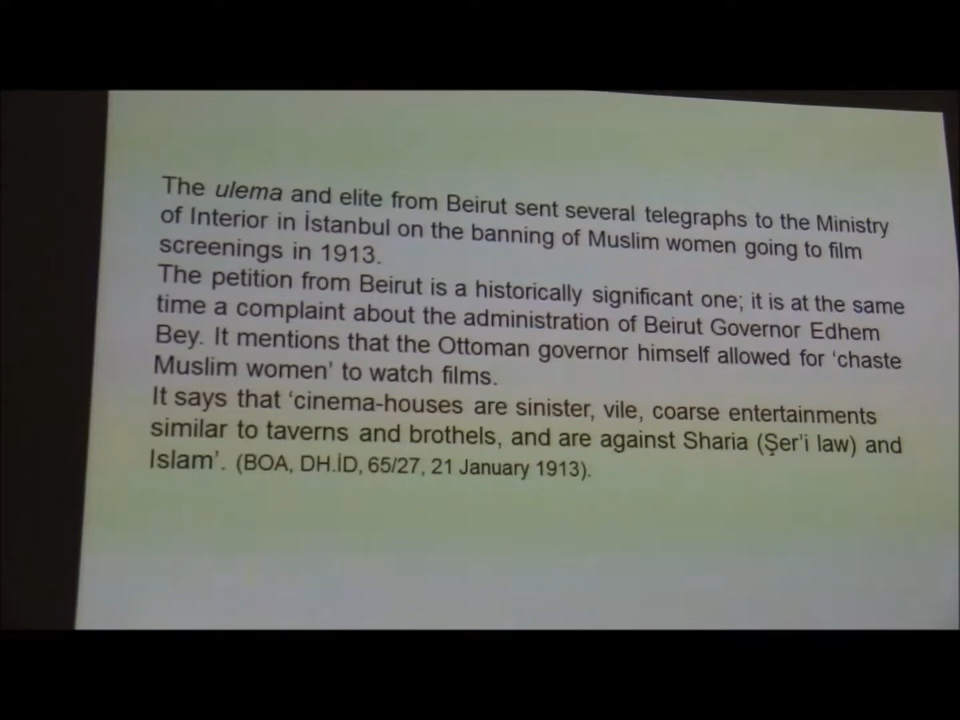 The ulema and elite from Beirut sent several telegraphs to the Ministry
of Interior in İstanbul on the banning of Muslim women going to film
screenings in 1913.
The petition from Beirut is a historically significant one; it is at the same
time a complaint about the administration of Beirut Governor Edhem
Bey. It mentions that the Ottoman governor himself allowed for ‘chaste
Muslim women’ to watch films.
It says that ‘cinema-houses are sinister, vile, coarse entertainments
similar to taverns and brothels, and are against Sharia (Şer’i law) and
Islam’. (BOA, DH.İD, 65/27, 21 January 1913).